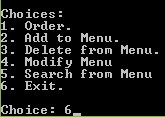 Choices:
1. Order.
2. Add to Menu.
3. Delete from Menu.
4. Modify Menu
5. Search from Menu
6. Exit.
Choice: 6_